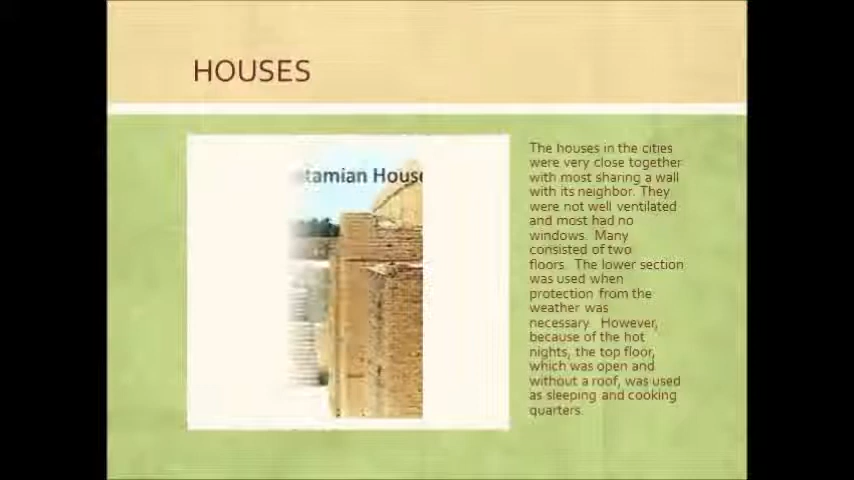 HOUSES
tamian House
The houses in the cities
were very close together
with most sharing a wall
with its neighbor. They
were not well ventilated
and most had no
windows. Many
consisted of two
floors. The lower section
was used when
protection from the
weather was
necessary. However,
because of the hot
nights, the top floor,
which was open and
without a roof, was used
as sleeping and cooking
quarters.